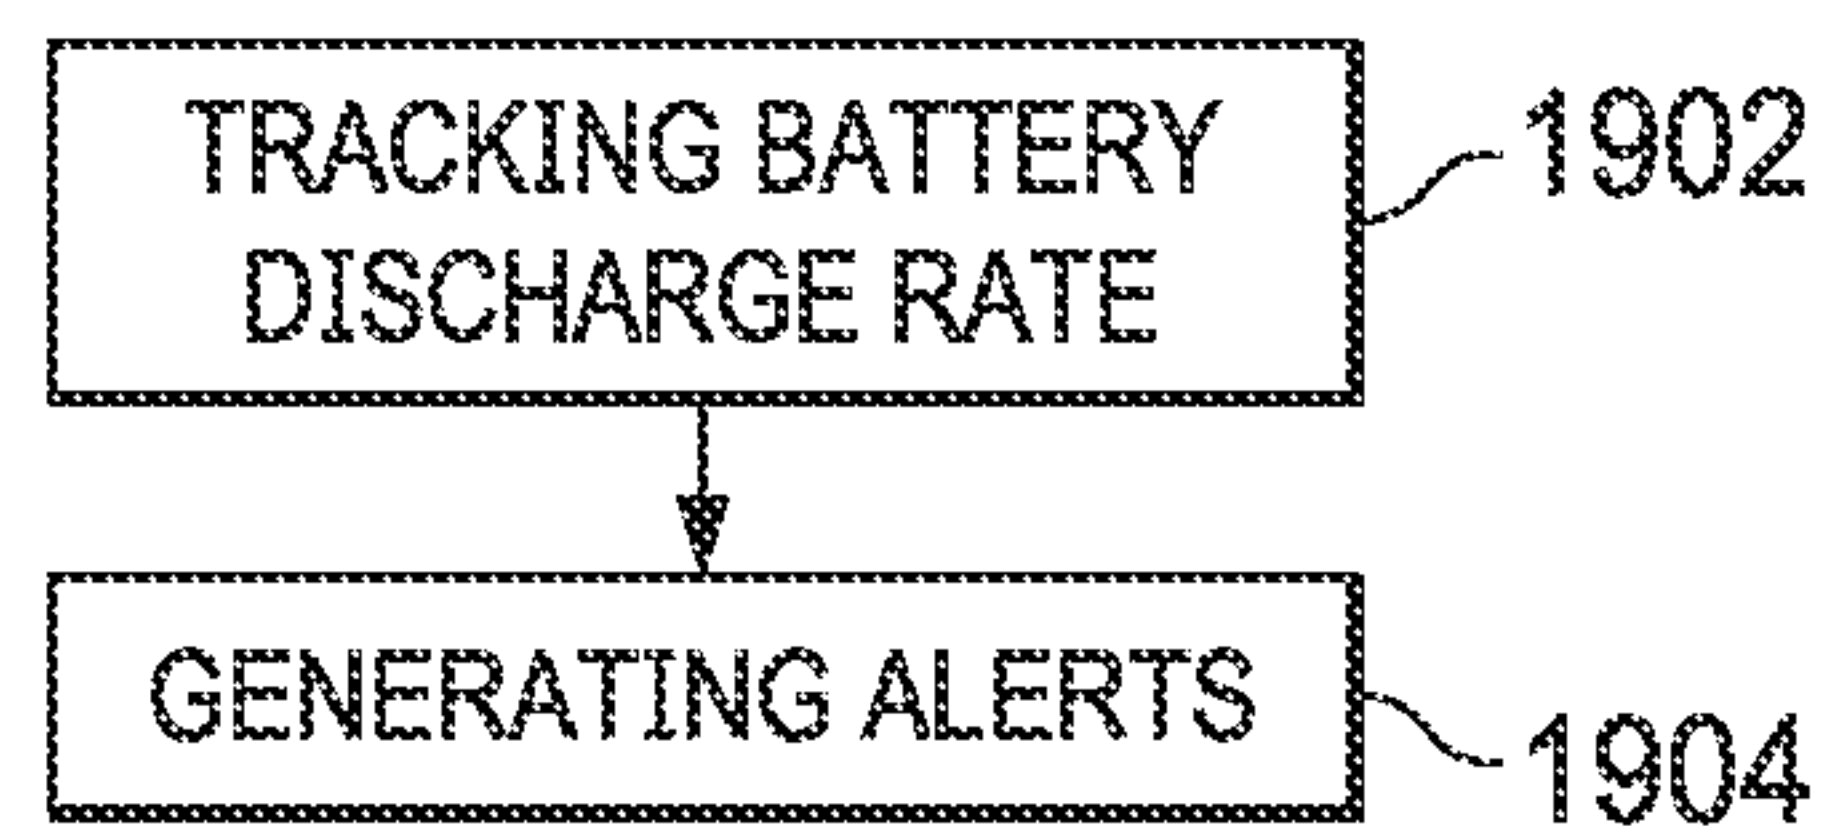 TRACKING BATTERY
DISCHARGE RATE
1902
GENERATING ALERTS
1904